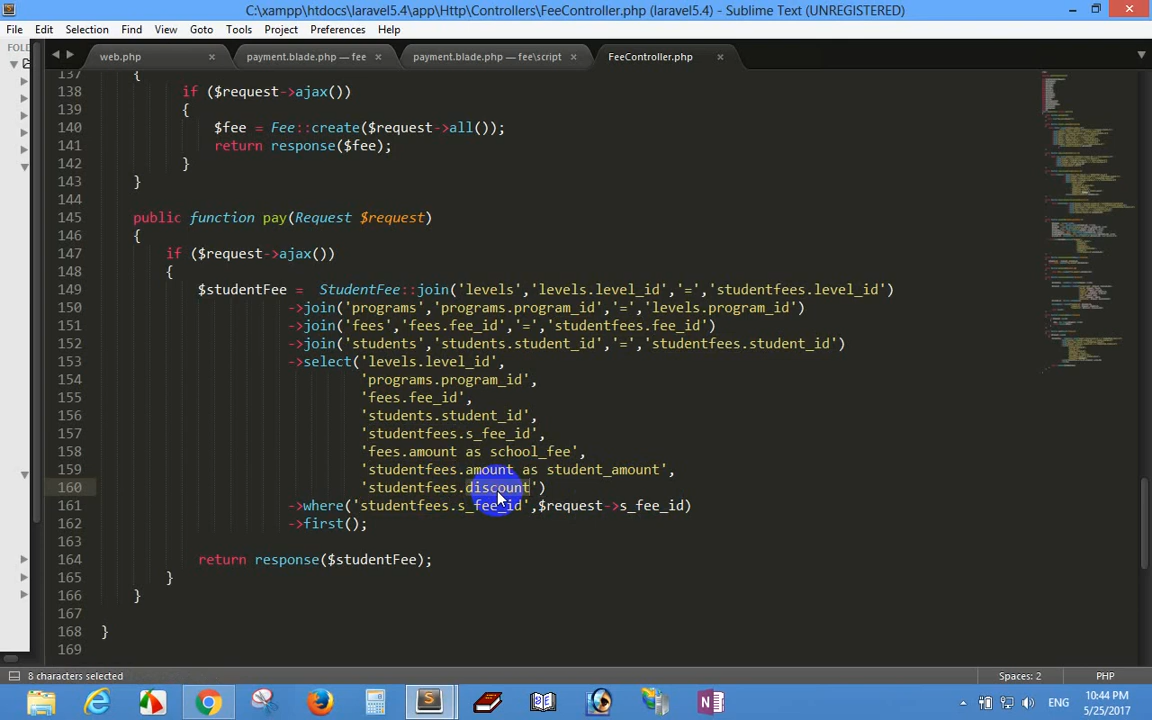 C:\xampp\htdocs\laravel5.4\app\Http\Controllers\FeeController.php (laravel5.4) - Sublime Text (UNREGISTERED)
File Edit Selection Find View Goto Tools Project Preferences Help
FOL
web.php × payment.blade.php — fee × payment.blade.php — fee\script × FeeController.php ×
137 {
138 if ($request->ajax())
139 {
140 $fee = Fee::create($request->all());
141 return response($fee);
142 }
143 }
144
145 public function pay(Request $request)
146 {
147 if ($request->ajax())
148 {
149 $studentFee = StudentFee::join('levels','levels.level_id','=','studentfees.level_id')
150 ->join('programs','programs.program_id','=','levels.program_id')
151 ->join('fees','fees.fee_id','=','studentfees.fee_id')
152 ->join('students','students.student_id','=','studentfees.student_id')
153 ->select('levels.level_id',
154 'programs.program_id',
155 'fees.fee_id',
156 'students.student_id',
157 'studentfees.s_fee_id',
158 'fees.amount as school_fee',
159 'studentfees.amount as student_amount',
160 'studentfees.discount')
161 ->where('studentfees.s_fee_id',$request->s_fee_id)
162 ->first();
163
164 return response($studentFee);
165 }
166 }
167
168 }
169
8 characters selected Spaces: 2 PHP
ENG 10:44 PM
5/25/2017